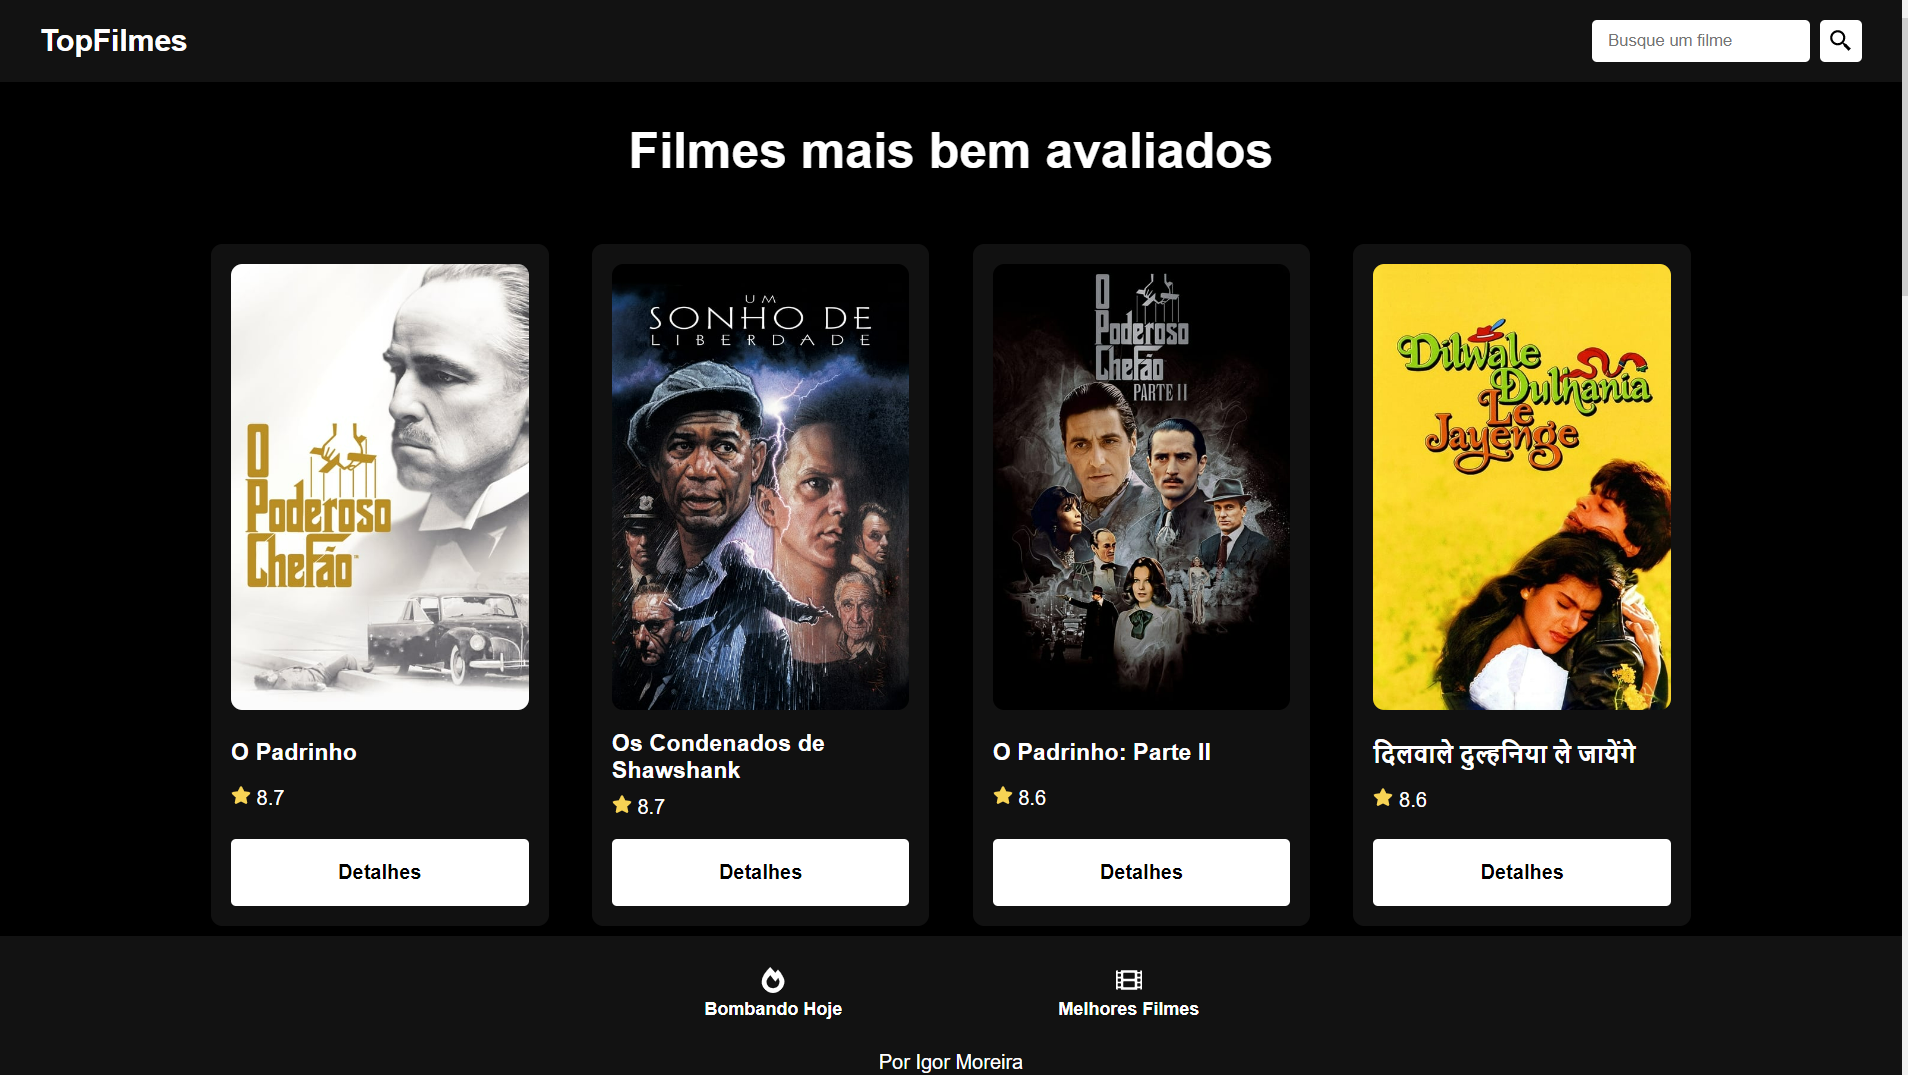 TopFilmes
Busque um filme
Filmes mais bem avaliados
O
Poderoso
Chefão
UM
SONHO DE
LIBERDADE
O
Poderoso
Chefão
PARTE II
Dilwale
Dulhania
Le
Jayenge
O Padrinho
8.7
Detalhes
Os Condenados de
Shawshank
8.7
Detalhes
O Padrinho: Parte II
8.6
Detalhes
दिलवाले दुल्हनिया ले जायेंगे
8.6
Detalhes
Bombando Hoje
Melhores Filmes
Por Igor Moreira